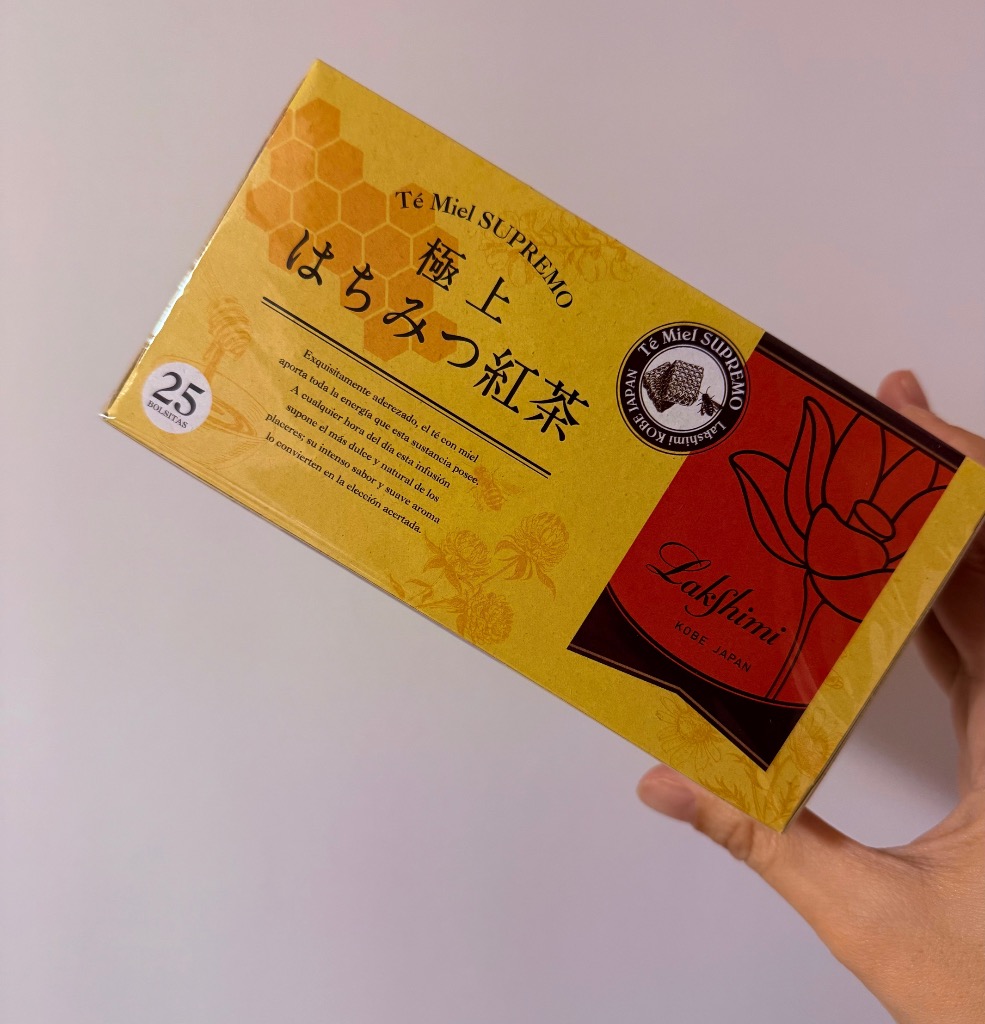 Té Miel SUPREMO
極上
はちみつ紅茶
Exquisitamente aderezado, el té con miel
aporta toda la energía que esta sustancia posee.
A cualquier hora del día esta infusión
supone el más dulce y natural de los
placeres; su intenso sabor y suave aroma
lo convierten en la elección acertada.
25
BOLSITAS
Té Miel SUPREMO
Lakshimi KOBE JAPAN
Lakshimi
KOBE JAPAN